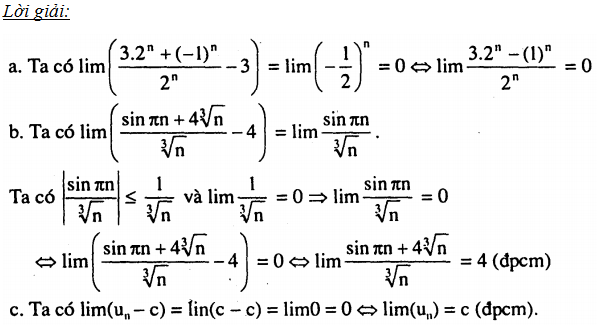 Lời giải:
a. Ta có lim((3.2ⁿ + (-1)ⁿ)/2ⁿ - 3) = lim(-1/2)ⁿ = 0 ⇔ lim (3.2ⁿ - (1)ⁿ)/2ⁿ = 0
b. Ta có lim((sin πn + 4∛n)/∛n - 4) = lim (sin πn)/∛n .
Ta có |(sin πn)/∛n| ≤ 1/∛n và lim 1/∛n = 0 ⇒ lim (sin πn)/∛n = 0
⇔ lim((sin πn + 4∛n)/∛n - 4) = 0 ⇔ lim (sin πn + 4∛n)/∛n = 4 (đpcm)
c. Ta có lim(uₙ - c) = lin(c - c) = lim0 = 0 ⇔ lim(uₙ) = c (đpcm).